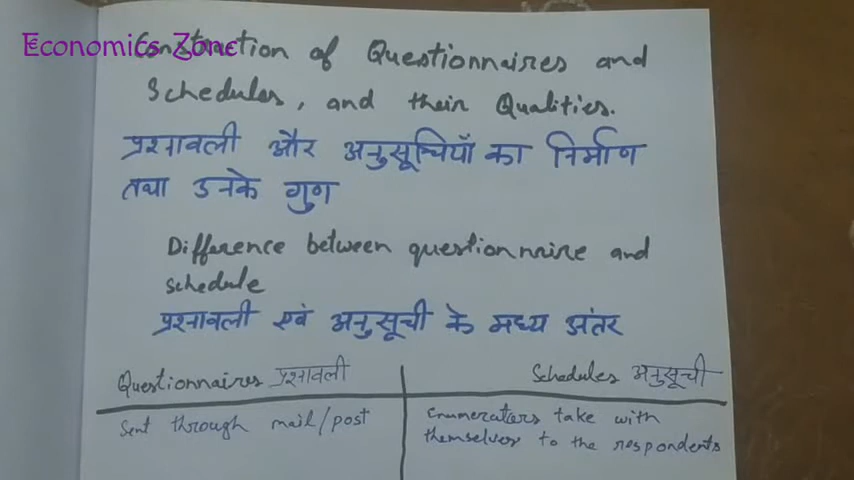 Economics Zone
Construction of Questionnaires and
Schedules, and their Qualities.
प्रश्नावली और अनुसूचियाँ का निर्माण
तथा उनके गुण
Difference between questionnaire and
schedule
प्रश्नावली एवं अनुसूची के मध्य अंतर
Questionnaires प्रश्नावली
Schedules अनुसूची
Sent through mail/post
Enumerators take with
themselves to the respondents